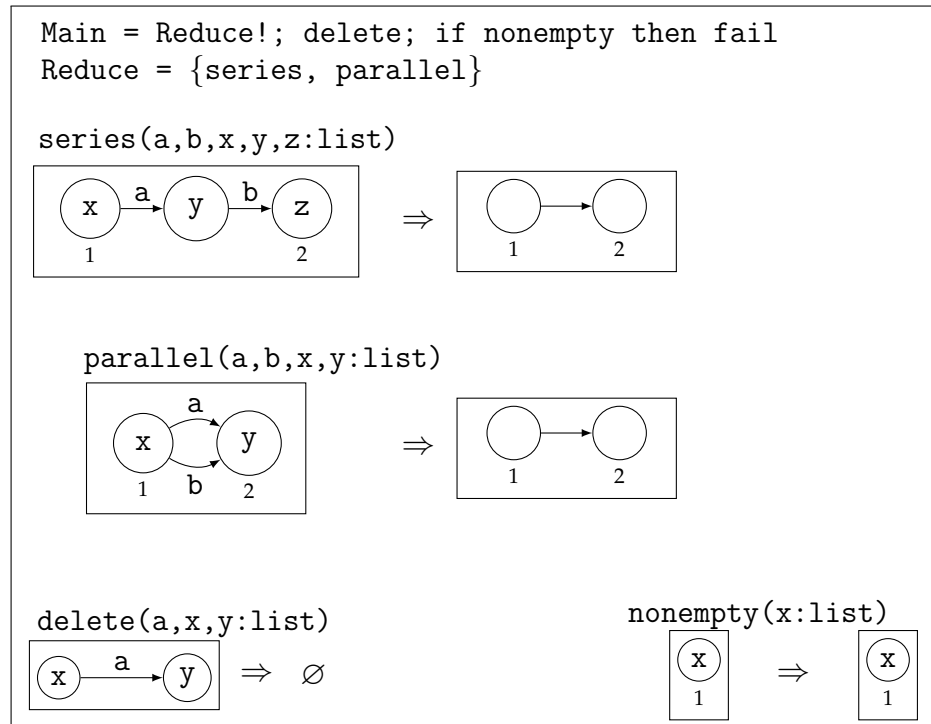 Main = Reduce!; delete; if nonempty then fail
Reduce = {series, parallel}
series(a,b,x,y,z:list)
x a y b z ⇒
1 2 1 2
parallel(a,b,x,y:list)
a
x y ⇒
b
1 2 1 2
delete(a,x,y:list)
x a y ⇒ ∅
nonempty(x:list)
x ⇒ x
1 1